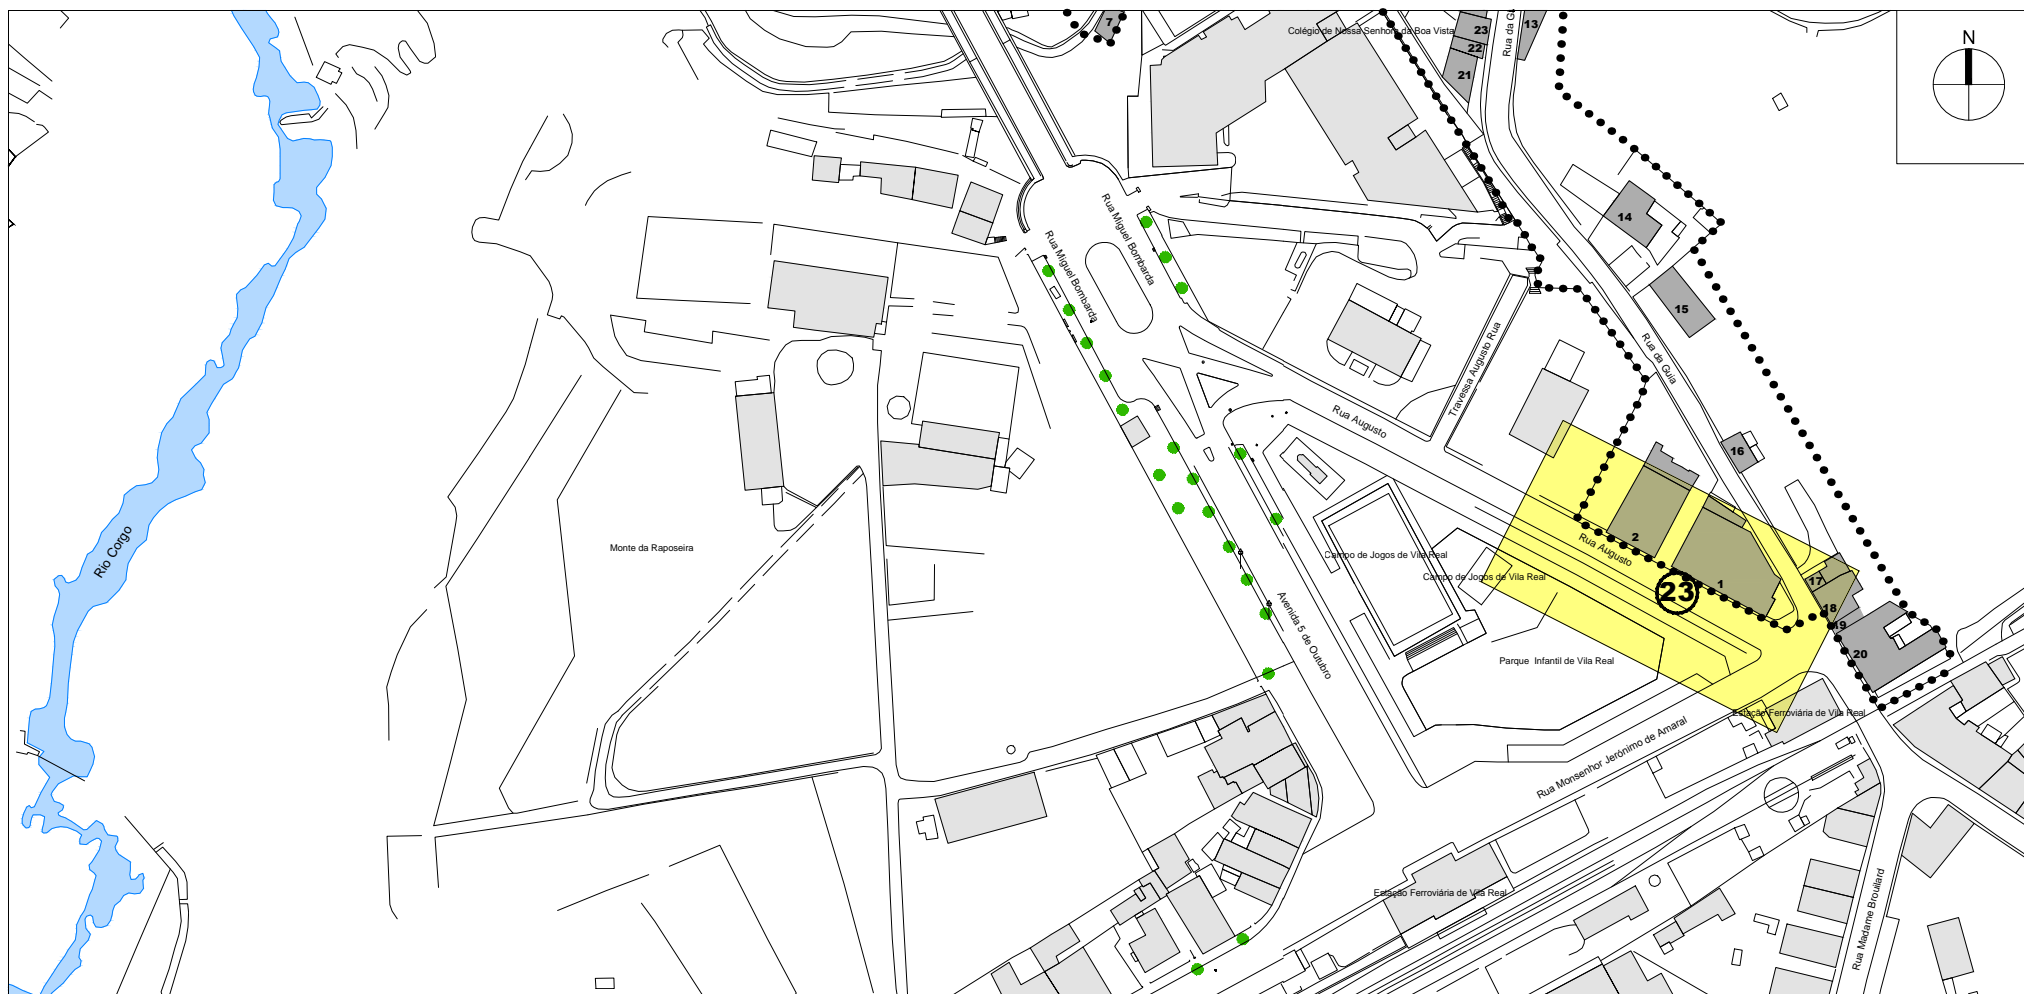 7
Colégio de Nossa Senhora da Boa Vista
23
22
21
Rua da Gu
13
N
14
15
16
Rua Miguel Bombarda
Rua Miguel Bombarda
Travessa Augusto Rua
Rua da Guia
Rua Augusto
Rio Corgo
Monte da Raposeira
Campo de Jogos de Vila Real
Campo de Jogos de Vila Real
2
Rua Augusto
1
23
17
18
19
20
Avenida 5 de Outubro
Parque Infantil de Vila Real
Estação Ferroviária de Vila Real
Rua Monsenhor Jerónimo de Amaral
Estação Ferroviária de Vila Real
Rua Madame Brouilard